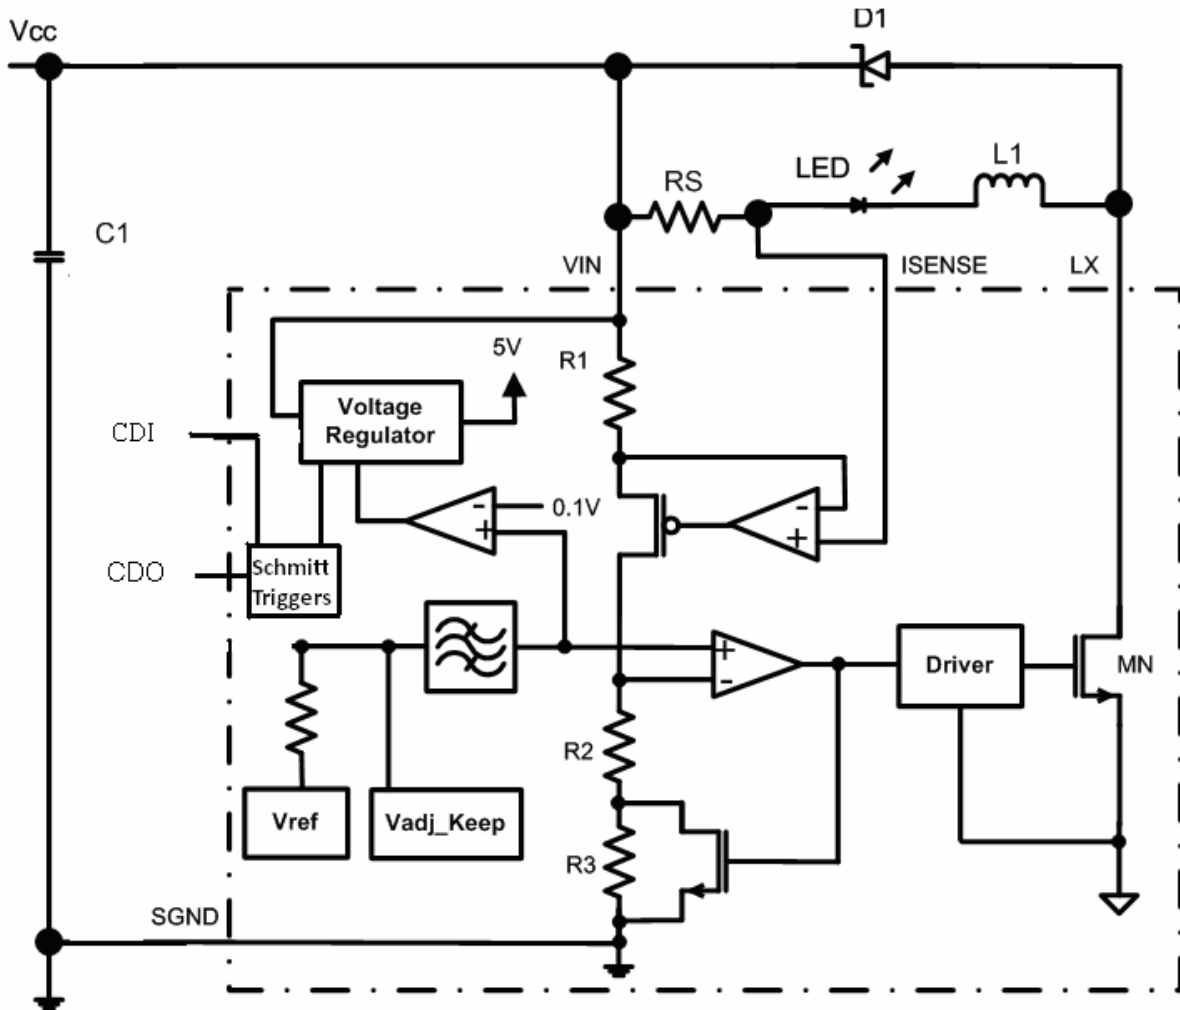 D1
Vcc
L1
LED
RS
C1
VIN
ISENSE
LX
5V
R1
Voltage
Regulator
CDI
-
0.1V
+
-
+
CDO
Schmitt
Triggers
+
-
Driver
MN
R2
Vref
Vadj_Keep
R3
SGND